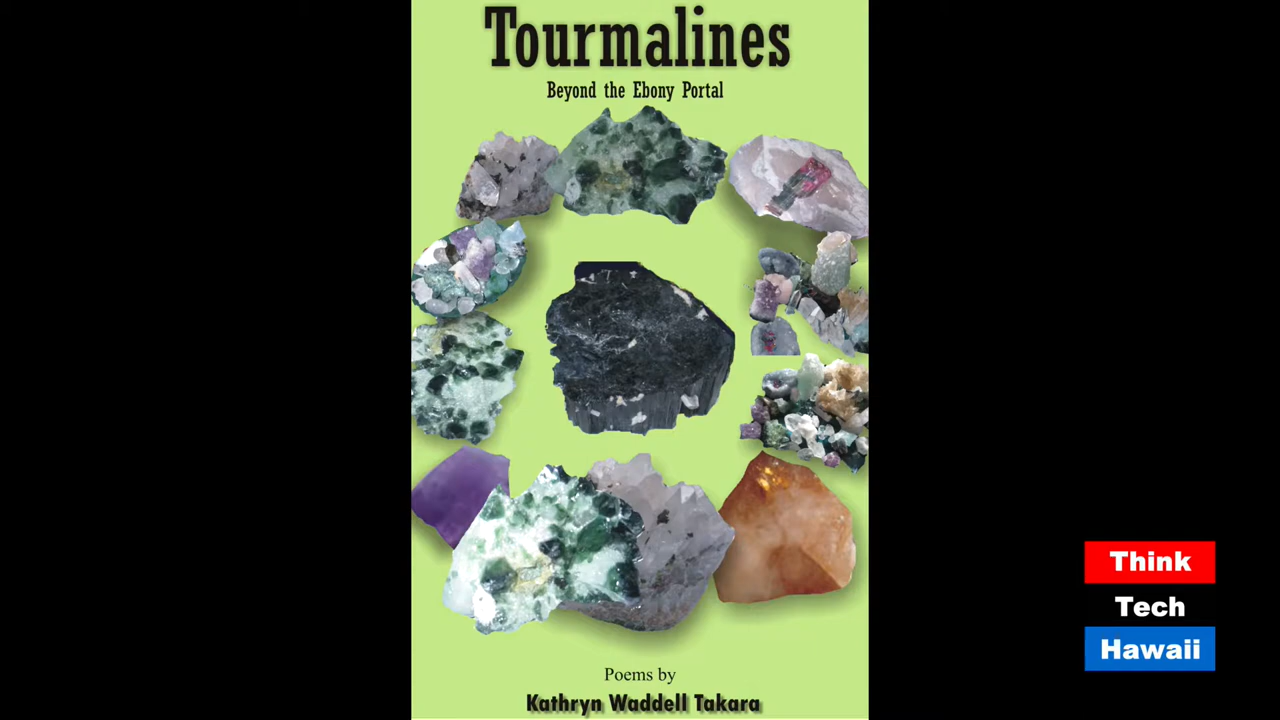 Tourmalines
Beyond the Ebony Portal
Poems by
Kathryn Waddell Takara
Think
Tech
Hawaii